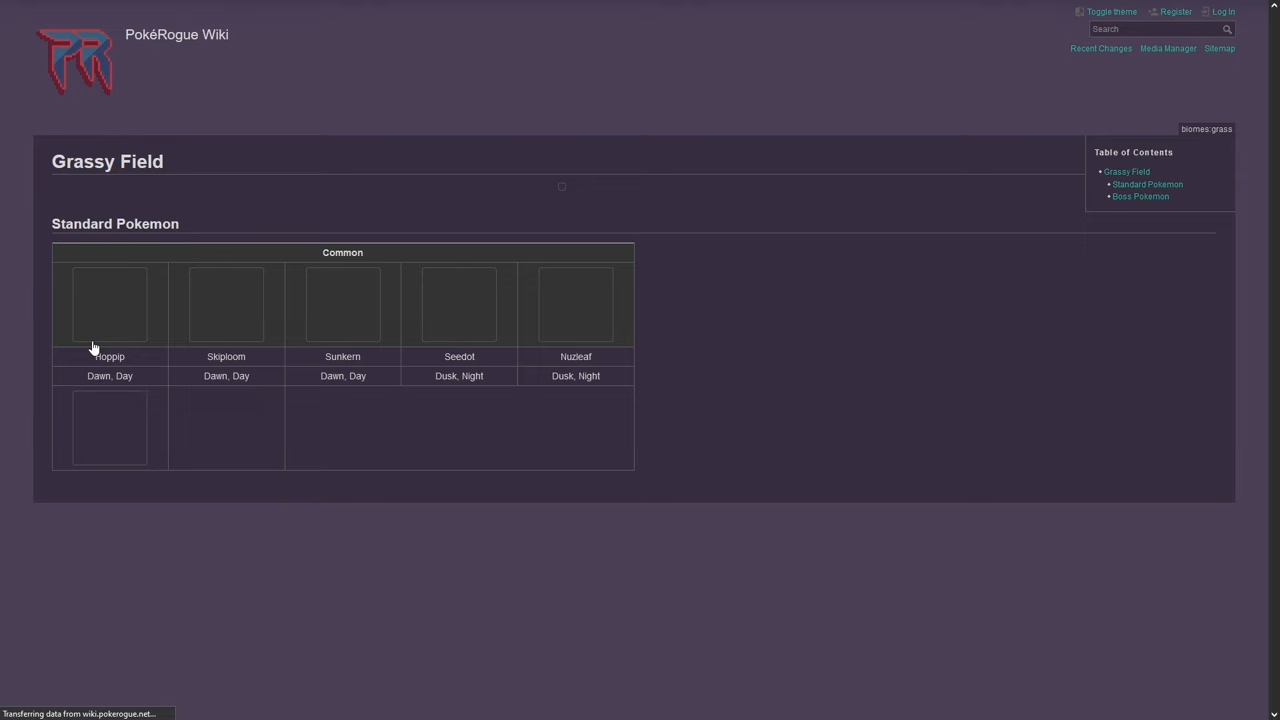 Toggle theme Register Log In
PokéRogue Wiki
Search
Recent Changes Media Manager Sitemap
biomes:grass
Grassy Field
Table of Contents
• Grassy Field
• Standard Pokemon
• Boss Pokemon
Standard Pokemon
Common
Hoppip Skiploom Sunkern Seedot Nuzleaf
Dawn, Day Dawn, Day Dawn, Day Dusk, Night Dusk, Night
Transferring data from wiki.pokerogue.net...